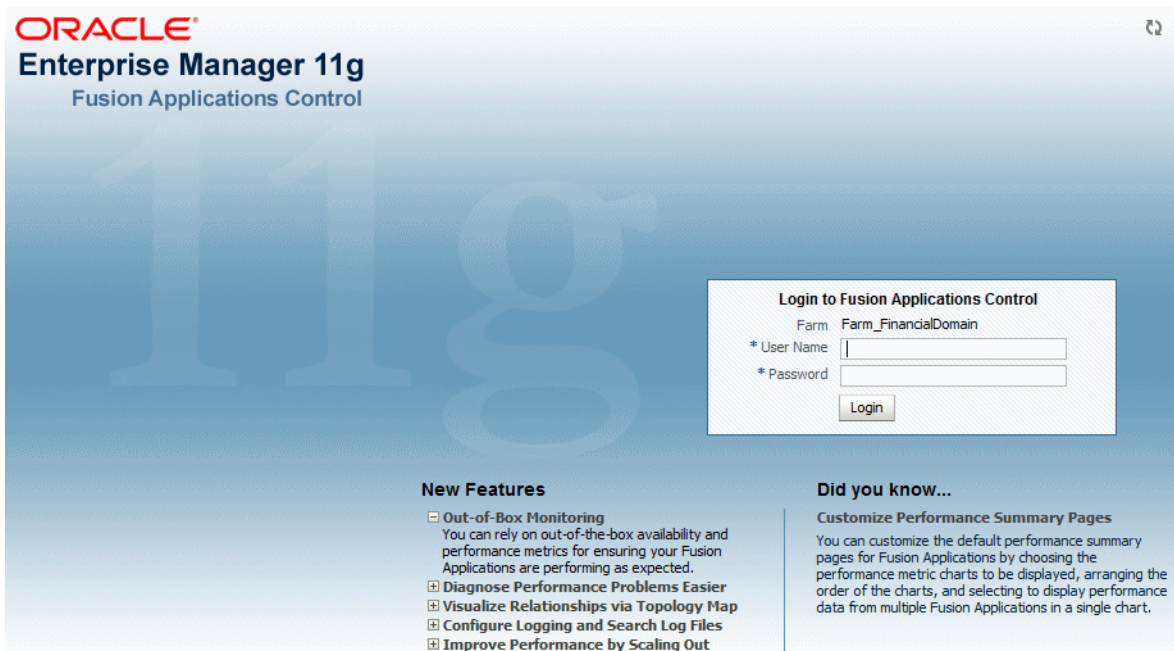 ORACLE
Enterprise Manager 11g
Fusion Applications Control
11g
Login to Fusion Applications Control
Farm Farm_FinancialDomain
* User Name
* Password
Login
New Features
Out-of-Box Monitoring
You can rely on out-of-the-box availability and
performance metrics for ensuring your Fusion
Applications are performing as expected.
Diagnose Performance Problems Easier
Visualize Relationships via Topology Map
Configure Logging and Search Log Files
Improve Performance by Scaling Out
Did you know...
Customize Performance Summary Pages
You can customize the default performance summary
pages for Fusion Applications by choosing the
performance metric charts to be displayed, arranging the
order of the charts, and selecting to display performance
data from multiple Fusion Applications in a single chart.